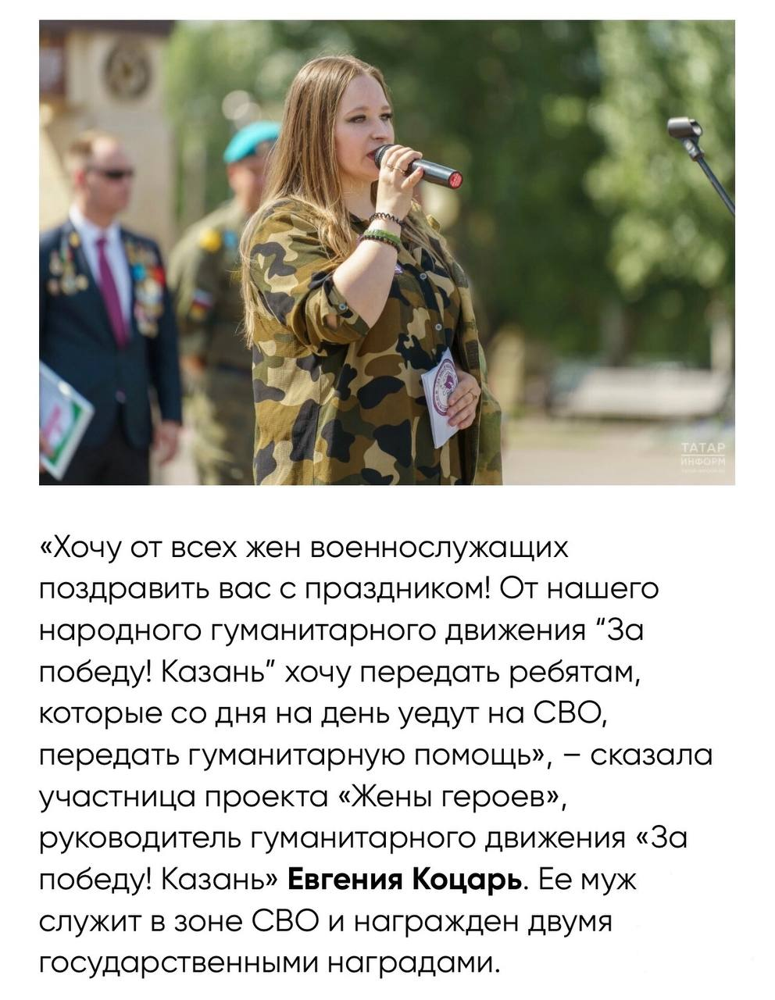 ТАТАР
ИНФОРМ
«Хочу от всех жен военнослужащих
поздравить вас с праздником! От нашего
народного гуманитарного движения “За
победу! Казань” хочу передать ребятам,
которые со дня на день уедут на СВО,
передать гуманитарную помощь», – сказала
участница проекта «Жены героев»,
руководитель гуманитарного движения «За
победу! Казань» Евгения Коцарь. Ее муж
служит в зоне СВО и награжден двумя
государственными наградами.